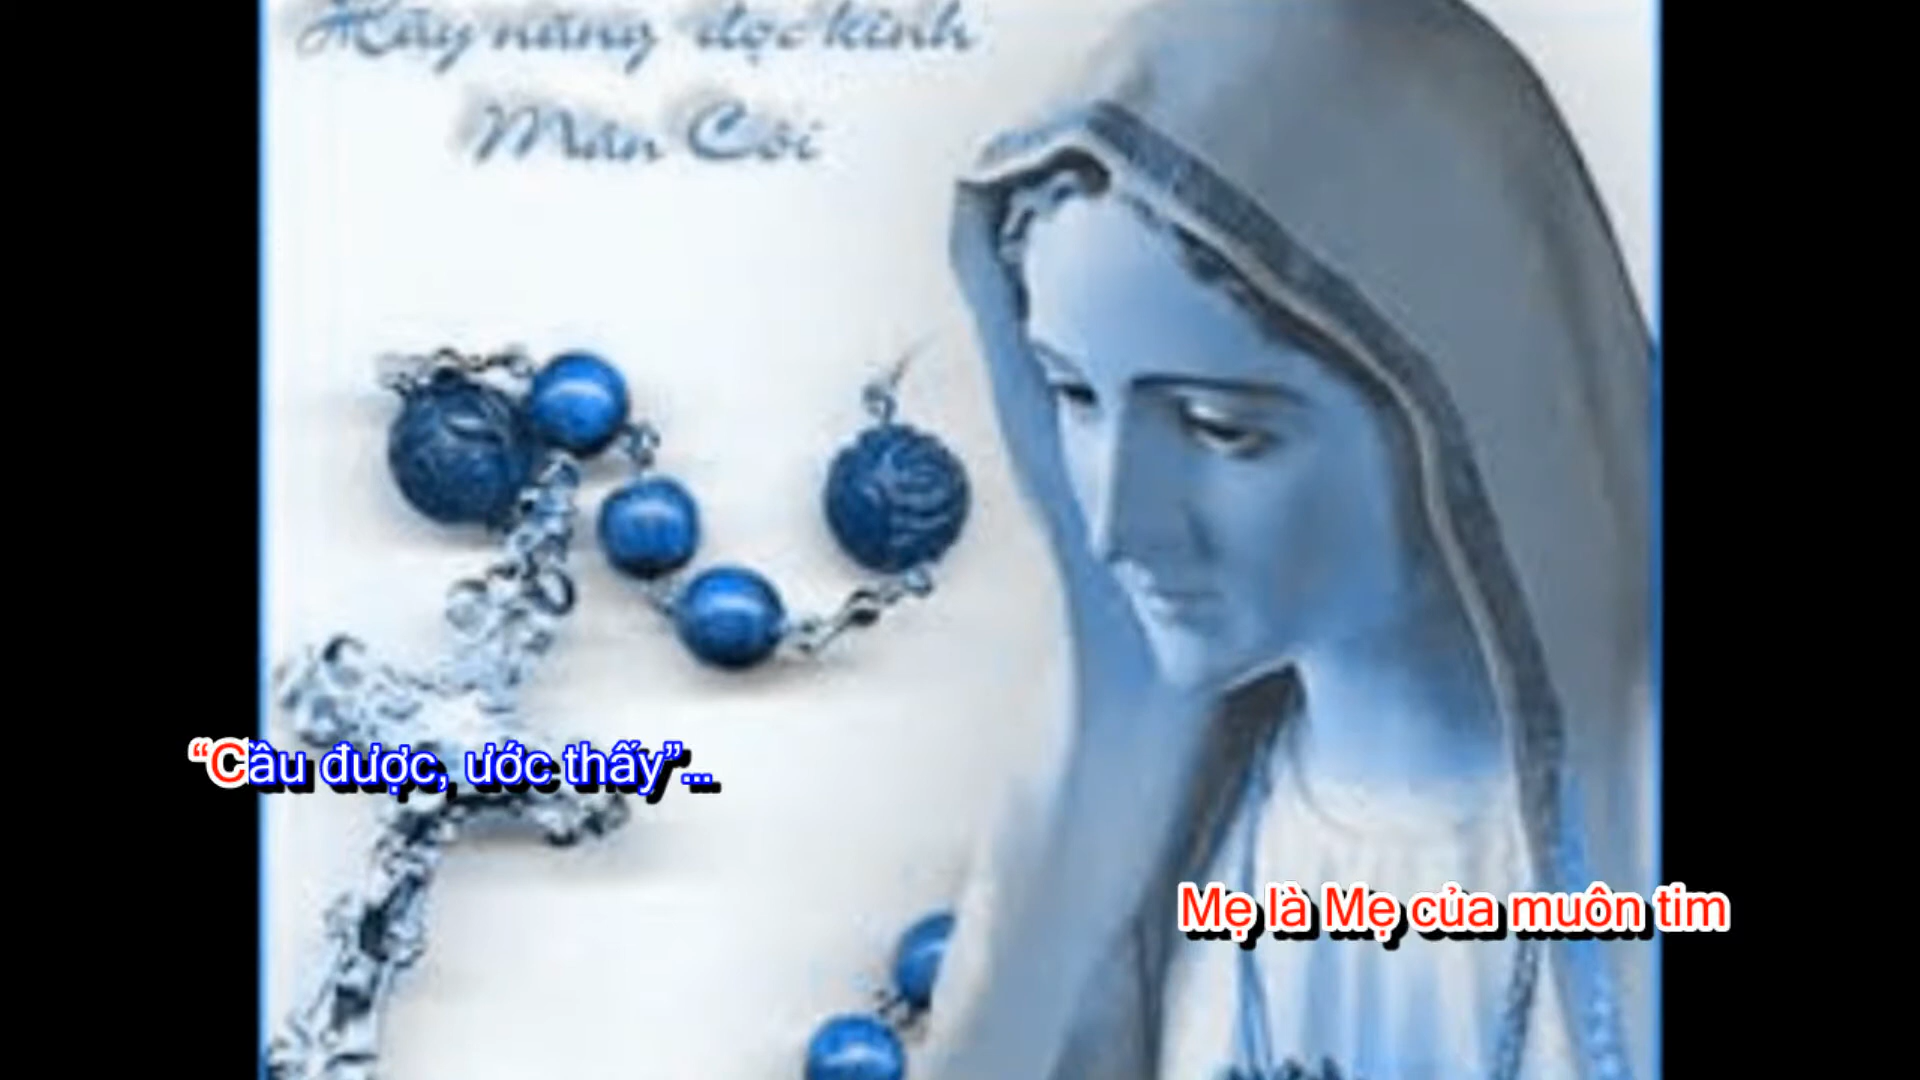 Hãy năng đọc kinh
Mân Côi
“Cầu được, ước thấy”...
Mẹ là Mẹ của muôn tim